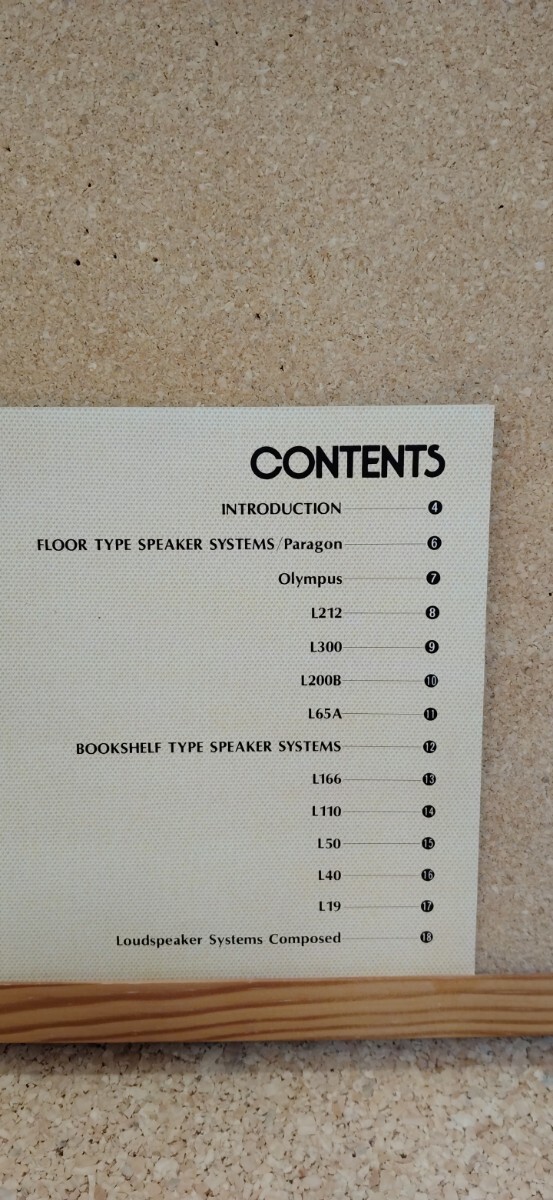 CONTENTS
INTRODUCTION 4
FLOOR TYPE SPEAKER SYSTEMS/Paragon 6
Olympus 7
L212 8
L300 9
L200B 10
L65A 11
BOOKSHELF TYPE SPEAKER SYSTEMS 12
L166 13
L110 14
L50 15
L40 16
L19 17
Loudspeaker Systems Composed 18